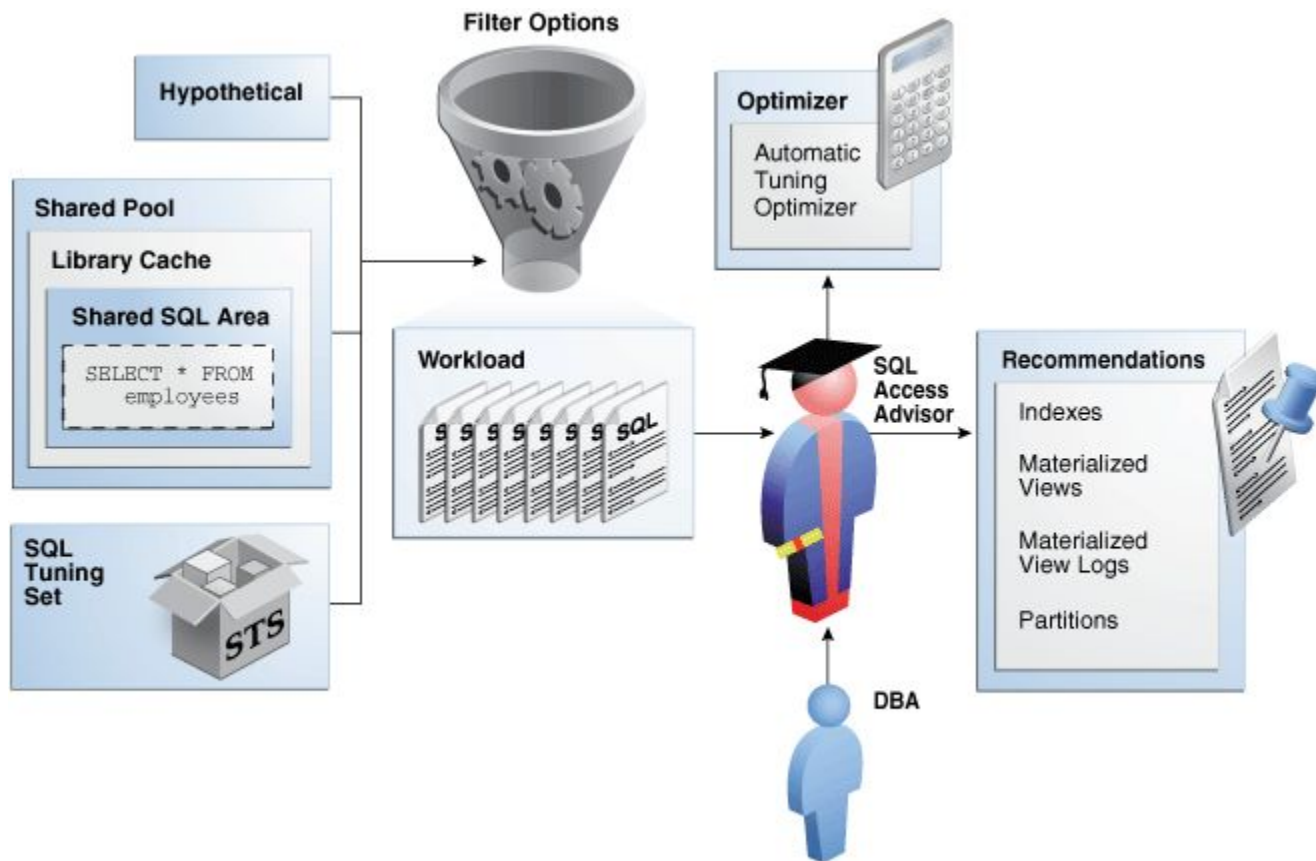 Filter Options
Hypothetical
Shared Pool
Library Cache
Shared SQL Area
SELECT * FROM
employees
SQL
Tuning
Set
STS
Workload
S
S
S
S
S
S
S
SQL
Optimizer
Automatic
Tuning
Optimizer
SQL
Access
Advisor
DBA
Recommendations
Indexes
Materialized
Views
Materialized
View Logs
Partitions